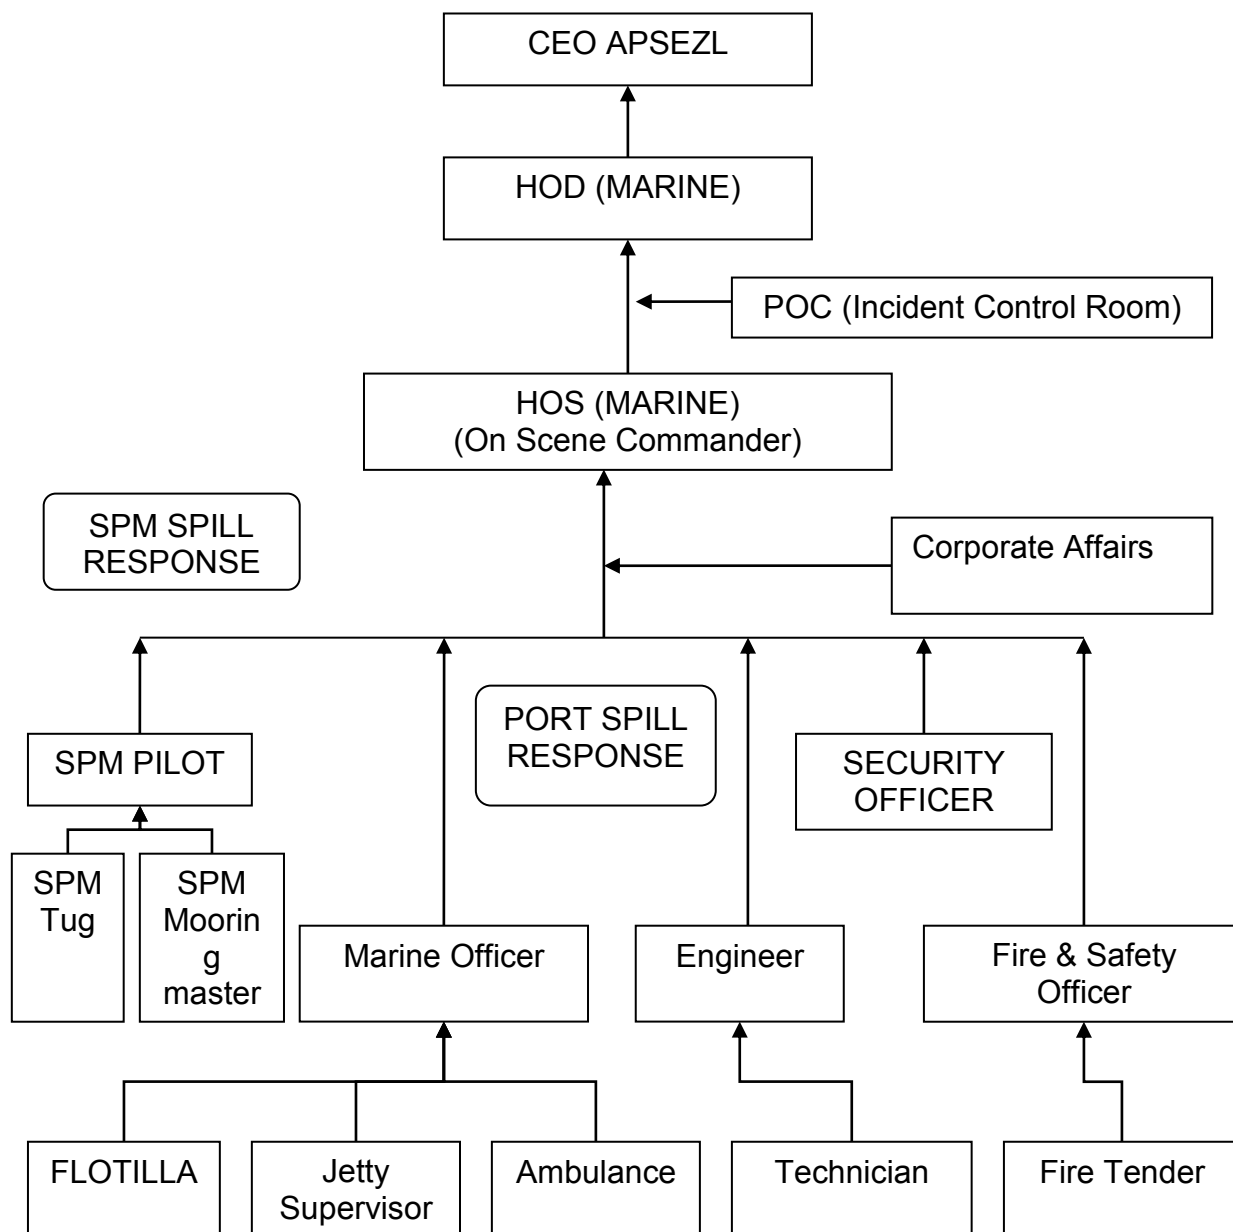 CEO APSEZL
HOD (MARINE)
POC (Incident Control Room)
HOS (MARINE)
(On Scene Commander)
SPM SPILL
RESPONSE
Corporate Affairs
PORT SPILL
RESPONSE
SPM PILOT
SECURITY
OFFICER
SPM
Tug
SPM
Moorin
g
master
Marine Officer
Engineer
Fire & Safety
Officer
FLOTILLA
Jetty
Supervisor
Ambulance
Technician
Fire Tender